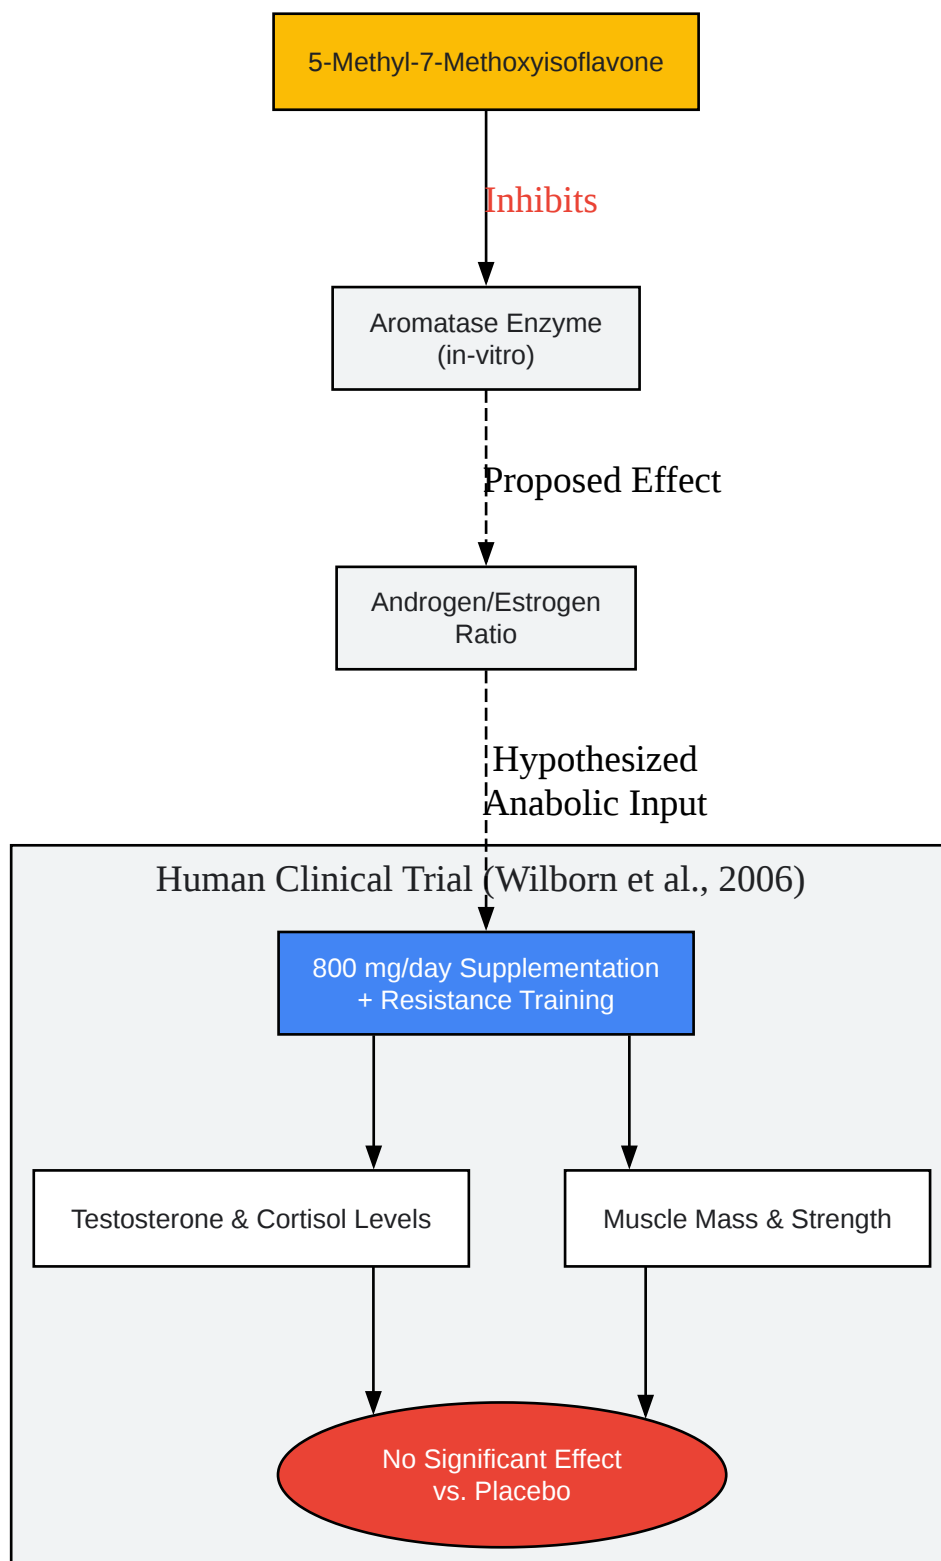 5-Methyl-7-Methoxyisoflavone
Inhibits
Aromatase Enzyme
(in-vitro)
Proposed Effect
Androgen/Estrogen
Ratio
Hypothesized
Anabolic Input
Human Clinical Trial (Wilborn et al., 2006)
800 mg/day Supplementation
+ Resistance Training
Testosterone & Cortisol Levels
Muscle Mass & Strength
No Significant Effect
vs. Placebo